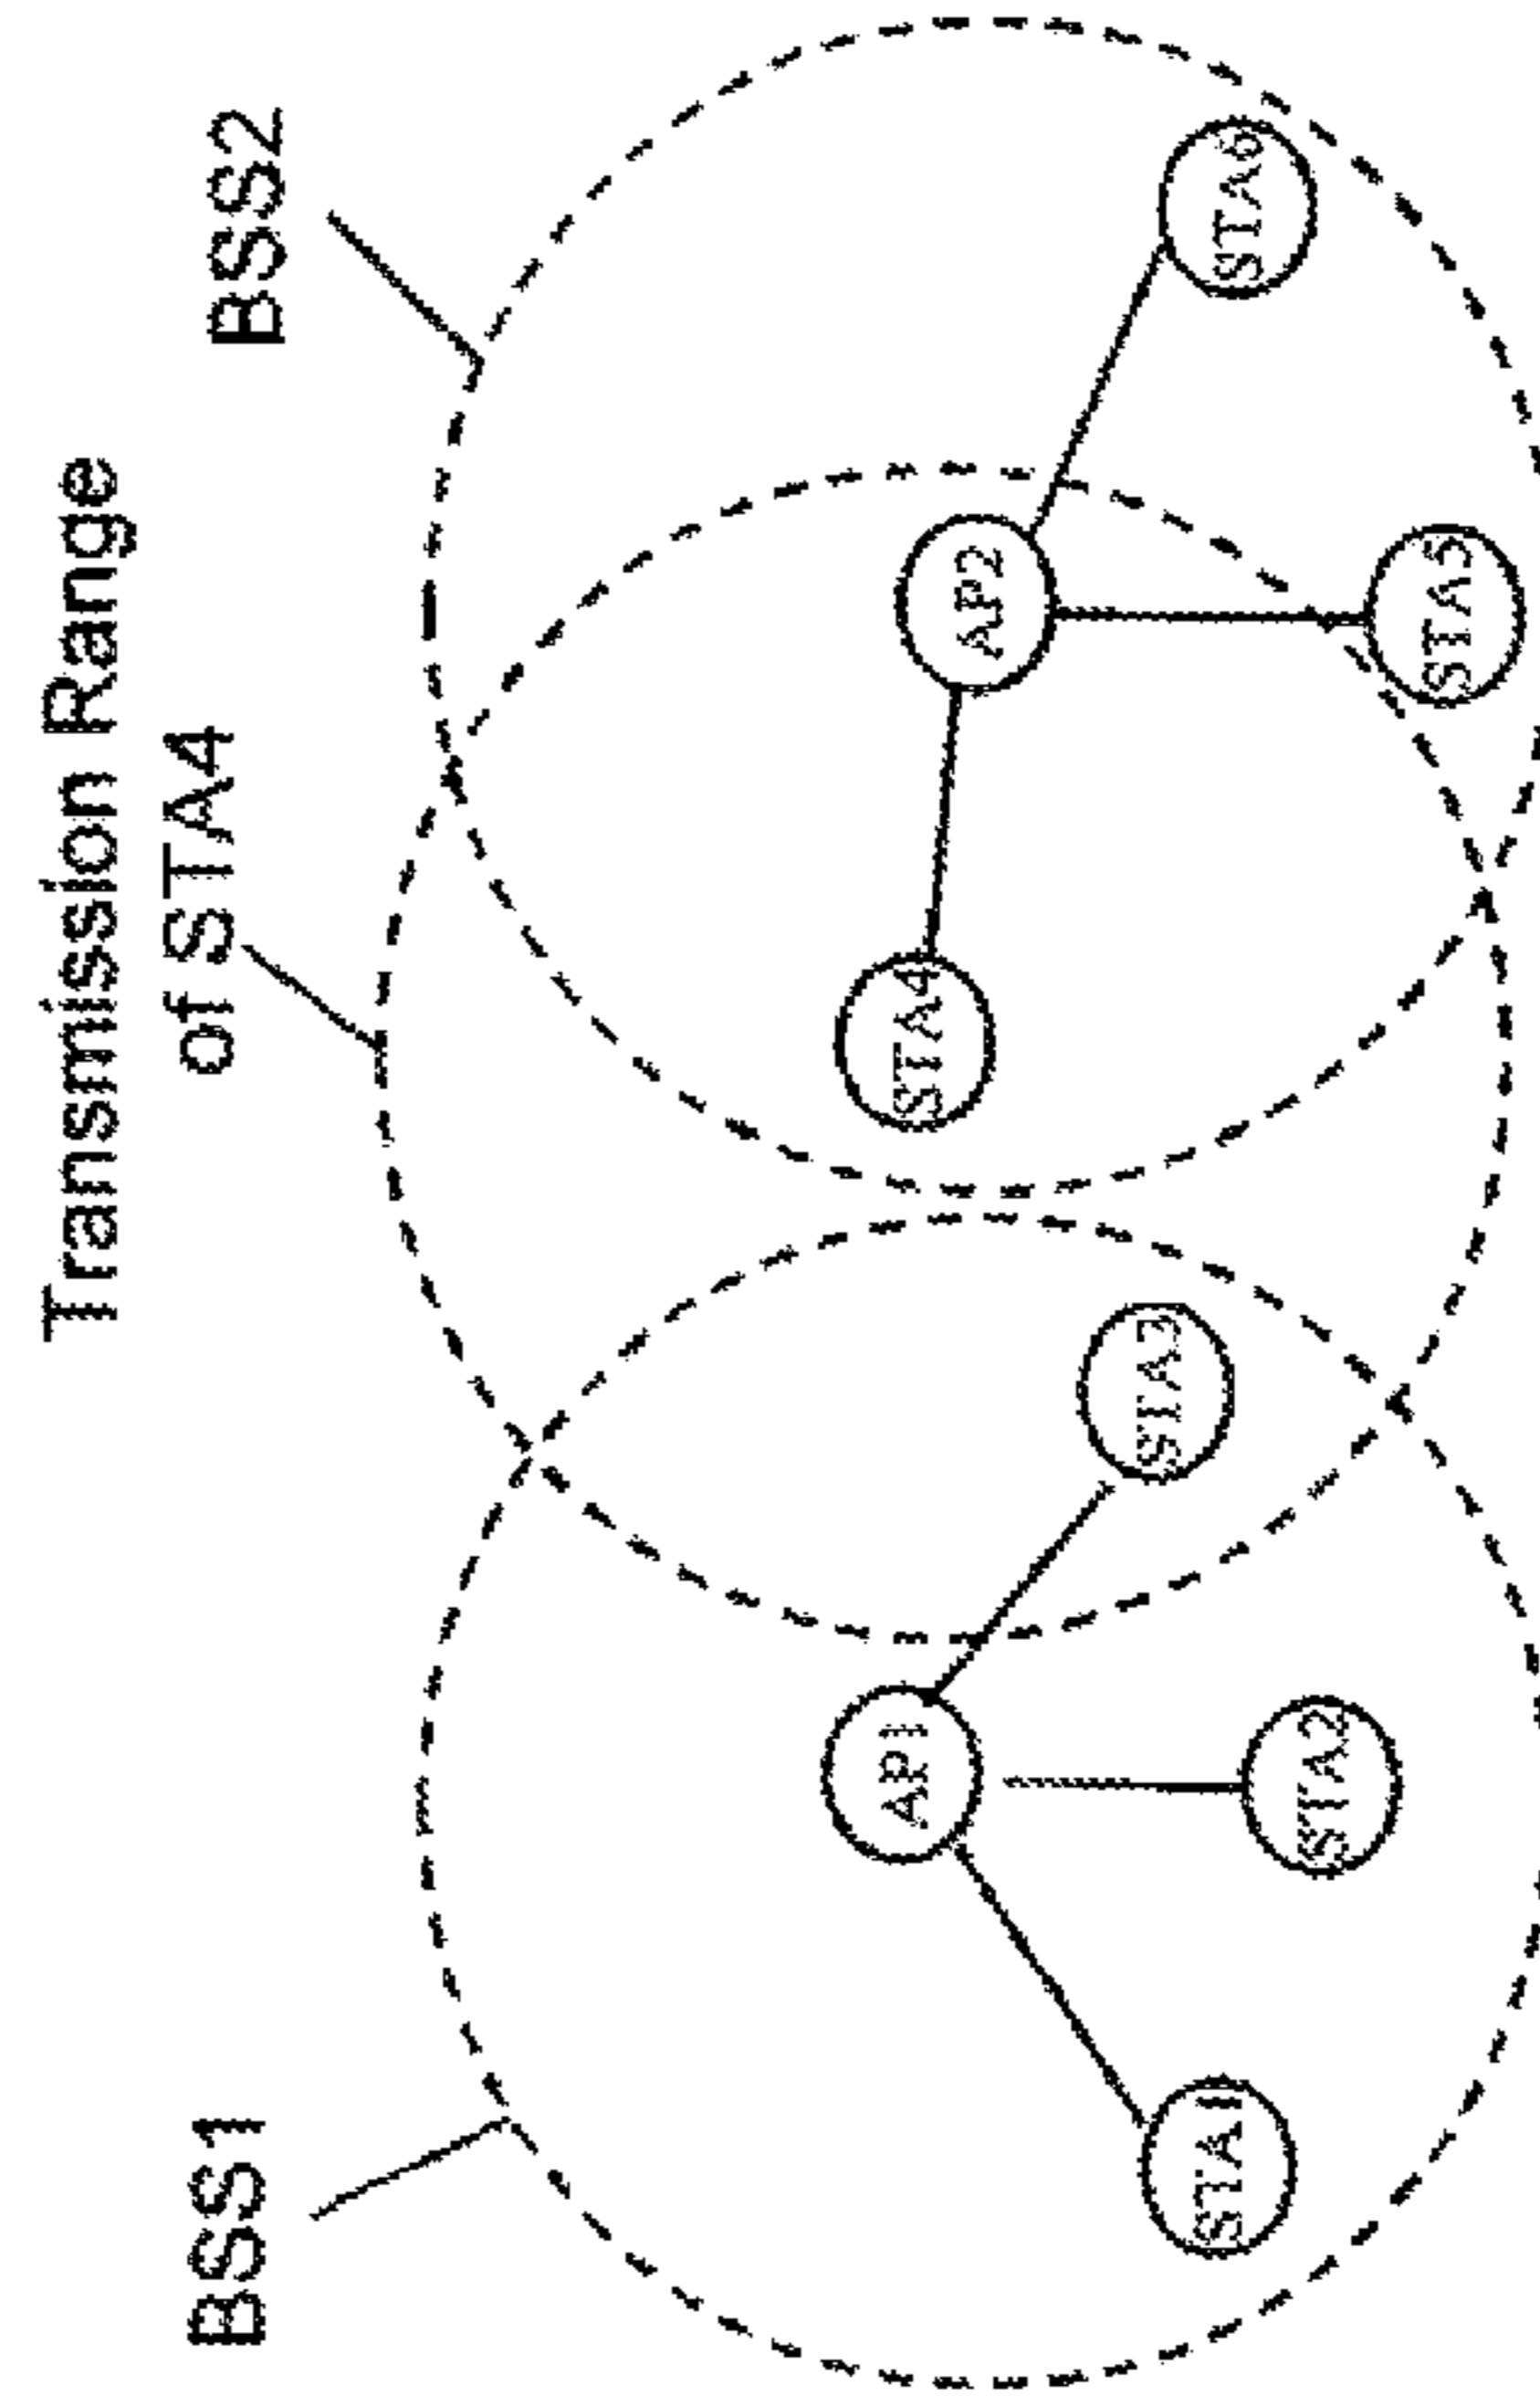 Transmission Range
of STA4
BSS1
BSS2
AP1
STA1
STA2
STA3
STA4
AP2
STA5
STA6